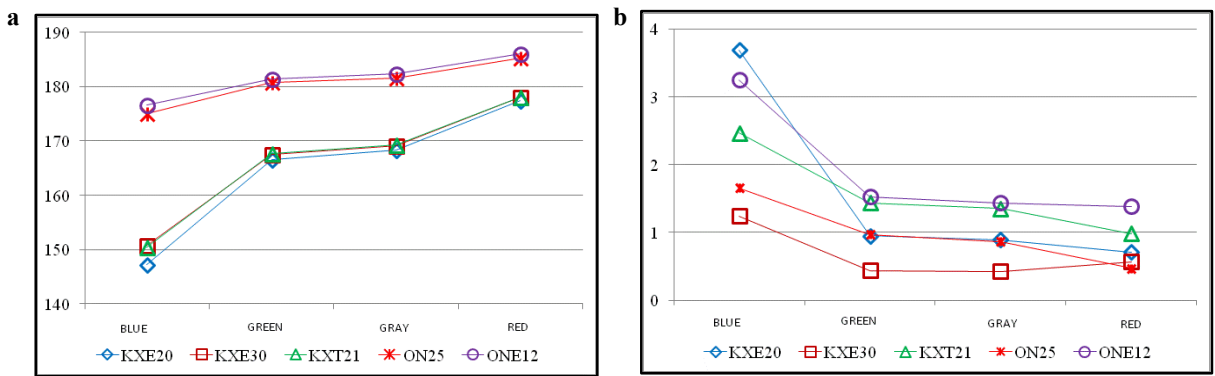 a
190
180
170
160
150
140
BLUE GREEN GRAY RED
KXE20 KXE30 KXT21 ON25 ONE12
b
4
3
2
1
0
BLUE GREEN GRAY RED
KXE20 KXE30 KXT21 ON25 ONE12